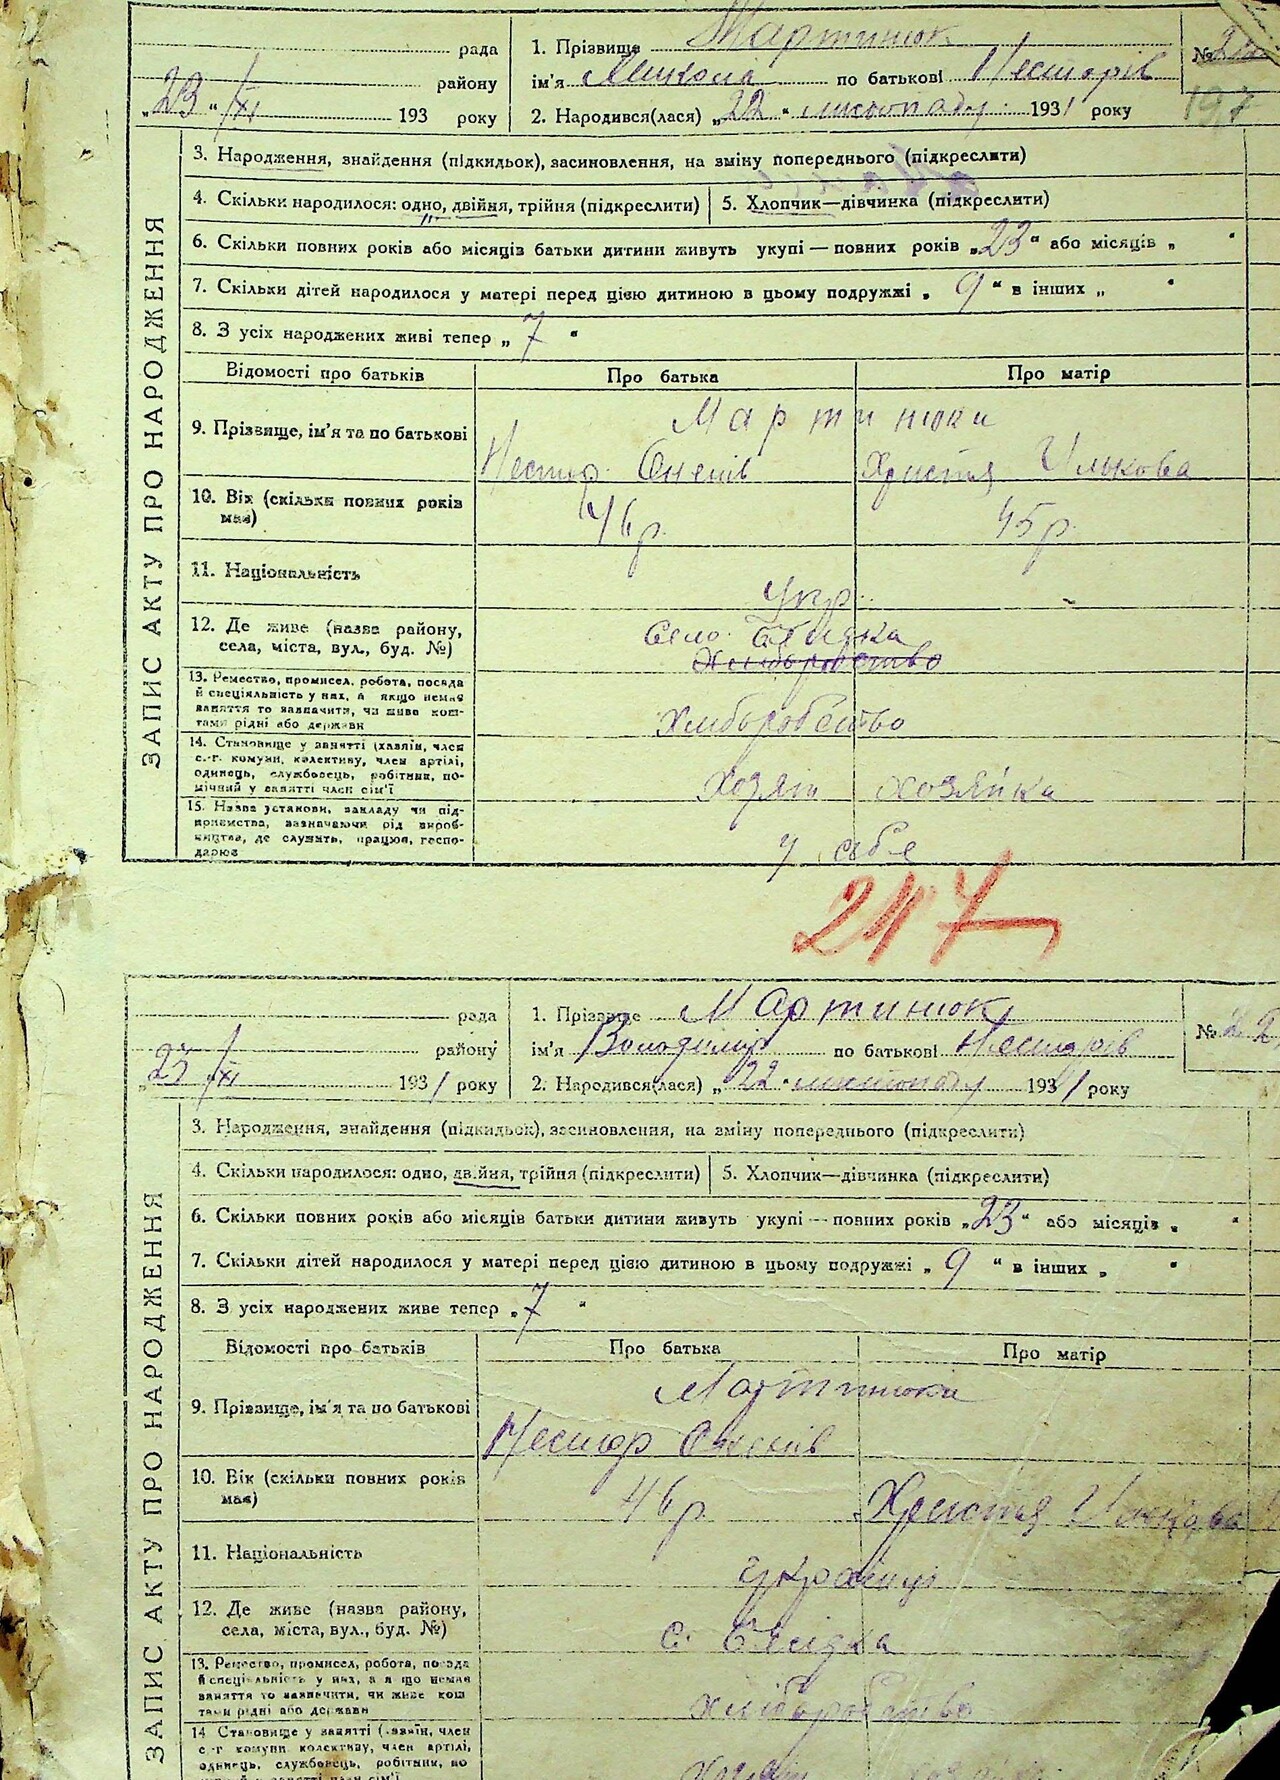 рада
„23“ XI 193 району року
1. Прізвище Мартинюк
ім'я Микола по батькові Несторів
2. Народився(лася) „22“ листопаду 1931 року
№
197
ЗАПИС АКТУ ПРО НАРОДЖЕННЯ
3. Народження, знайдення (підкидьок), засиновлення, на зміну попереднього (підкреслити)
4. Скільки народилося: одно, двійня, трійня (підкреслити) 5. Хлопчик—дівчинка (підкреслити)
6. Скільки повних років або місяців батьки дитини живуть укупі — повних років „23“ або місяців „ “
7. Скільки дітей народилося у матері перед цією дитиною в цьому подружжі „ 9 “ в інших „ “
8. З усіх народжених живі тепер „ 7 “
Відомості про батьків Про батька Про матір
9. Прізвище, ім'я та по батькові
Мартинюки
Нестор Христя Илькова
10. Вік (скільки повних років має) 46 р. 45 р.
11. Національність Укр.
12. Де живе (назва району, села, міста, вул., буд. №) Село
Хліборобство
13. Ремество, промисел, робота, посада й спеціяльність у них, а якщо немає заняття то зазначити, чи живе коштами рідні або держави Хліборобство
14. Становище у занятті (хазяїн, член с.-г. комуни, колективу, член артілі, одинець, службовець, робітник, помічний у занятті член сім'ї Хозяїн хозяйка
15. Назва установи, закладу чи підприємства, зазначаючи рід виробництва, де служить, працює, господарює у себе
217
рада
„23“ XI 1931 району року
1. Прізвище Мартинюк
ім'я Володимир по батькові Несторів
2. Народився(лася) „22“ листопаду 1931 року
№ 22
ЗАПИС АКТУ ПРО НАРОДЖЕННЯ
3. Народження, знайдення (підкидьок), засиновлення, на зміну попереднього (підкреслити)
4. Скільки народилося: одно, двійня, трійня (підкреслити) 5. Хлопчик—дівчинка (підкреслити)
6. Скільки повних років або місяців батьки дитини живуть укупі — повних років „23“ або місяців „ “
7. Скільки дітей народилося у матері перед цією дитиною в цьому подружжі „ 9 “ в інших „ “
8. З усіх народжених живе тепер „ 7 “
Відомості про батьків Про батька Про матір
9. Прізвище, ім'я та по батькові
Мартинюки
Нестор
10. Вік (скільки повних років має) 46 р. Христя
11. Національність українці
12. Де живе (назва району, села, міста, вул., буд. №) с.
13. Ремество, промисел, робота, посада й спеціяльність у них, а якщо немає заняття то зазначити, чи живе коштами рідні або держави хліборобство
14. Становище у занятті (хазяїн, член с.-г. комуни, колективу, член артілі, одинець, службовець, робітник, по